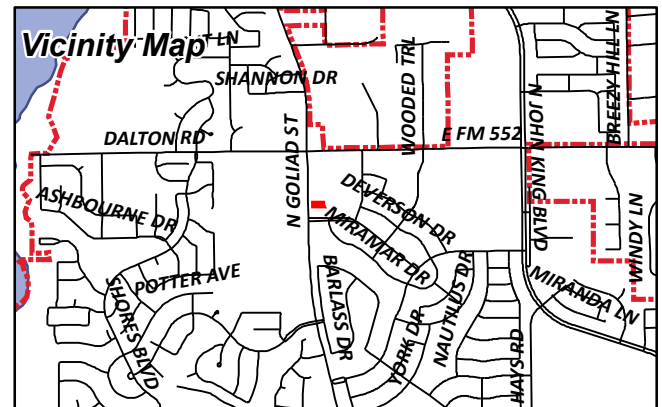 Vicinity Map
T LN
SHANNON DR
WOODED TRL
BREEZY HILL LN
N JOHN KING BLVD
DALTON RD
E FM 552
N GOLIAD ST
ASHBOURNE DR
DEVERSON DR
MIRAMAR DR
WINDY LN
POTTER AVE
SHORES BLVD
BARLASS DR
YORK DR
NAUTILUS DR
MIRANDA LN
HAYS RD